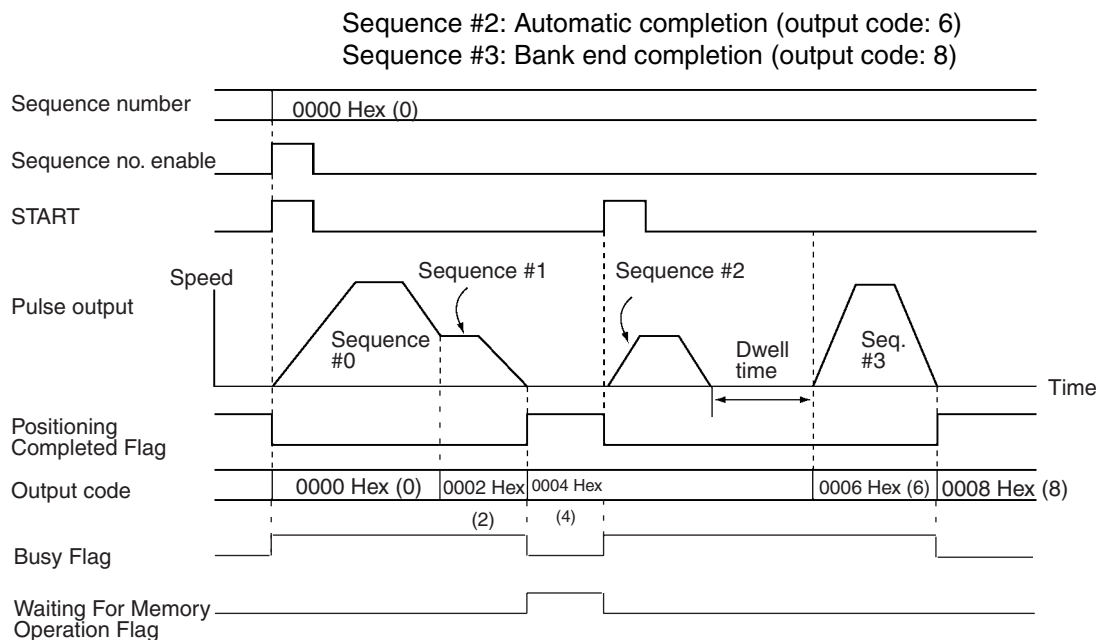 Sequence #2: Automatic completion (output code: 6)
Sequence #3: Bank end completion (output code: 8)
Sequence number
0000 Hex (0)
Sequence no. enable
START
Speed
Sequence #1
Sequence #2
Pulse output
Sequence
#0
Dwell
time
Seq.
#3
Time
Positioning
Completed Flag
Output code
0000 Hex (0)
0002 Hex
0004 Hex
0006 Hex (6)
0008 Hex (8)
(2)
(4)
Busy Flag
Waiting For Memory
Operation Flag